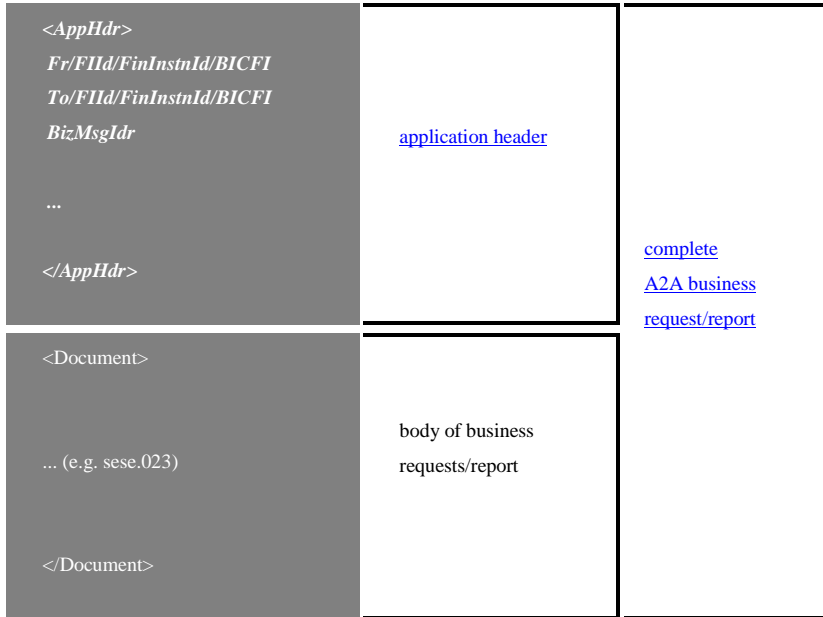 <AppHdr>
Fr/FIId/FinInstnId/BICFI
To/FIId/FinInstnId/BICFI
BizMsgIdr
...
</AppHdr>
application header
<Document>
... (e.g. sese.023)
</Document>
body of business
requests/report
complete
A2A business
request/report